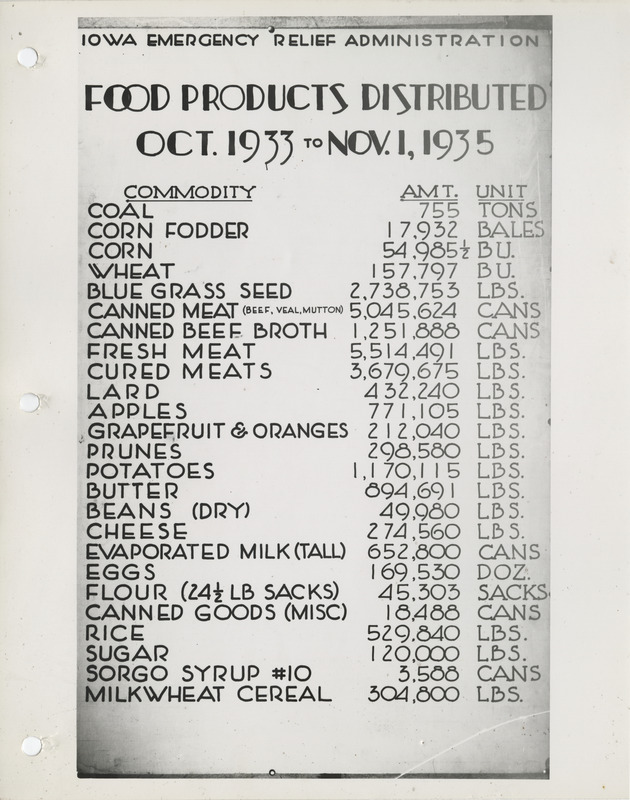 IOWA EMERGENCY RELIEF ADMINISTRATION
FOOD PRODUCTS DISTRIBUTED
OCT. 1933 TO NOV. 1, 1935
COMMODITY AMT. UNIT
COAL 755 TONS
CORN FODDER 17,932 BALES
CORN 54,985½ BU.
WHEAT 157,797 BU.
BLUE GRASS SEED 2,738,753 LBS.
CANNED MEAT (BEEF, VEAL, MUTTON) 5,045,624 CANS
CANNED BEEF BROTH 1,251,888 CANS
FRESH MEAT 5,514,491 LBS.
CURED MEATS 3,679,675 LBS.
LARD 432,240 LBS.
APPLES 771,105 LBS.
GRAPEFRUIT & ORANGES 212,040 LBS.
PRUNES 298,580 LBS.
POTATOES 1,170,115 LBS.
BUTTER 894,691 LBS.
BEANS (DRY) 49,980 LBS.
CHEESE 274,560 LBS.
EVAPORATED MILK (TALL) 652,800 CANS
EGGS 169,530 DOZ.
FLOUR (24½ LB SACKS) 45,303 SACKS
CANNED GOODS (MISC) 18,488 CANS
RICE 529,840 LBS.
SUGAR 120,000 LBS.
SORGO SYRUP #10 3,588 CANS
MILKWHEAT CEREAL 304,800 LBS.